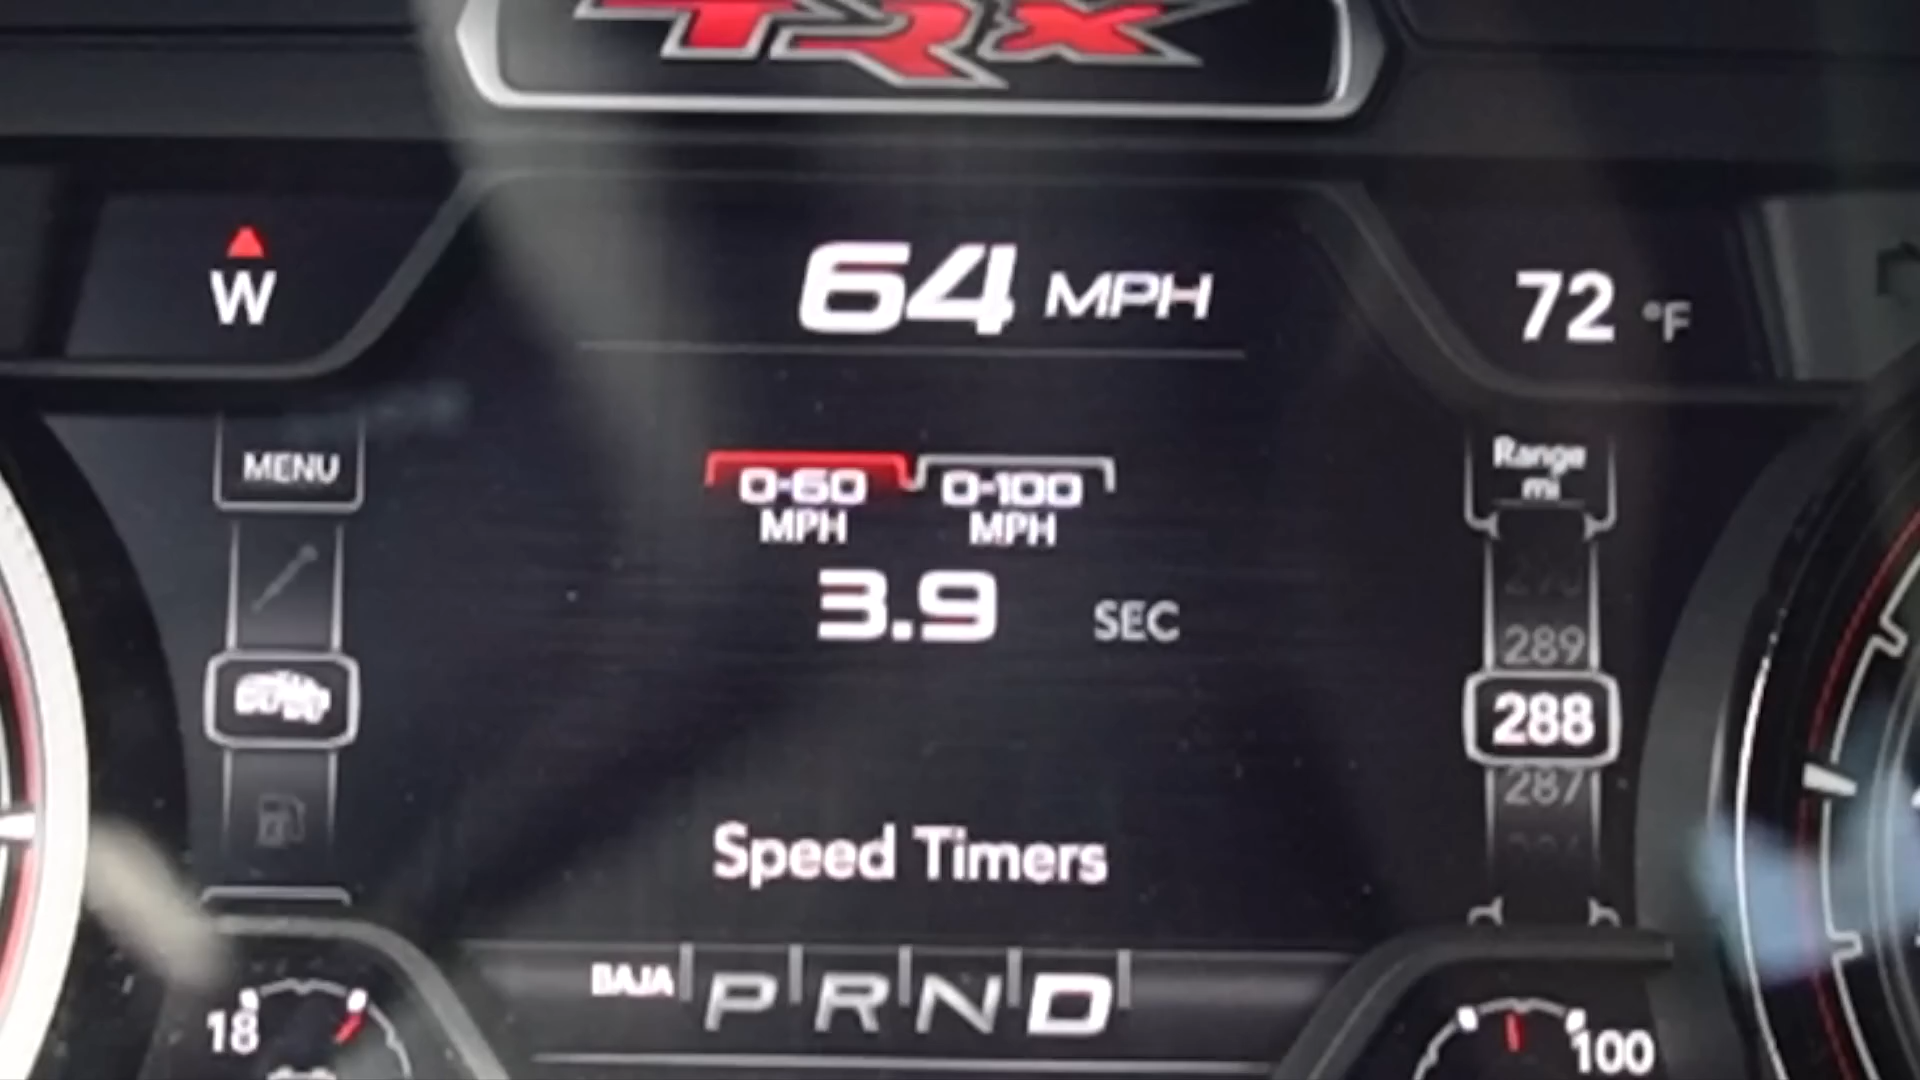 TRX
W
64 MPH
72 °F
MENU
0-60 MPH
0-100 MPH
3.9 SEC
Range
mi
289
288
287
Speed Timers
BAJA P R N D
18
100